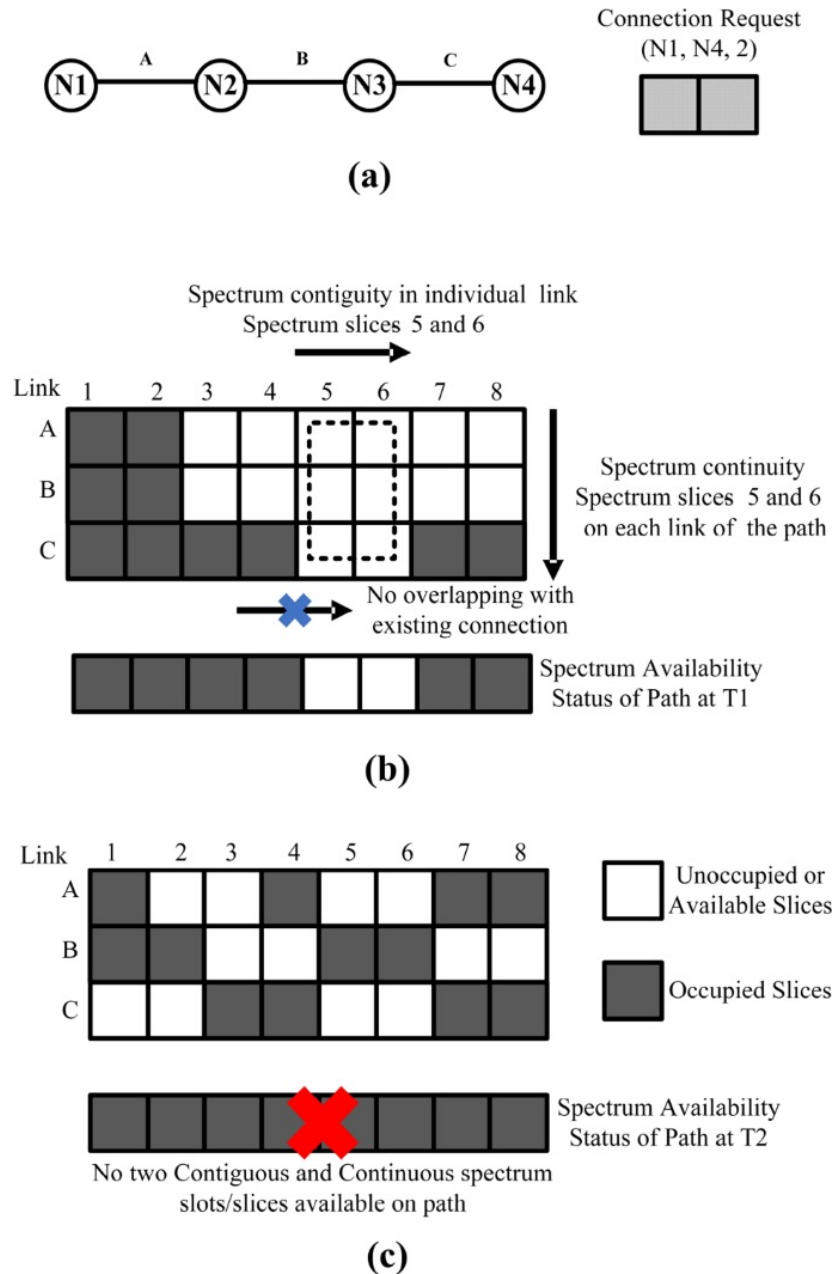 Connection Request
(N1, N4, 2)
A B C
N1 N2 N3 N4
(a)
Spectrum contiguity in individual link
Spectrum slices 5 and 6
Link 1 2 3 4 5 6 7 8
A
B
C
Spectrum continuity
Spectrum slices 5 and 6
on each link of the path
No overlapping with
existing connection
Spectrum Availability
Status of Path at T1
(b)
Link 1 2 3 4 5 6 7 8
A
B
C
Unoccupied or
Available Slices
Occupied Slices
Spectrum Availability
Status of Path at T2
No two Contiguous and Continuous spectrum
slots/slices available on path
(c)